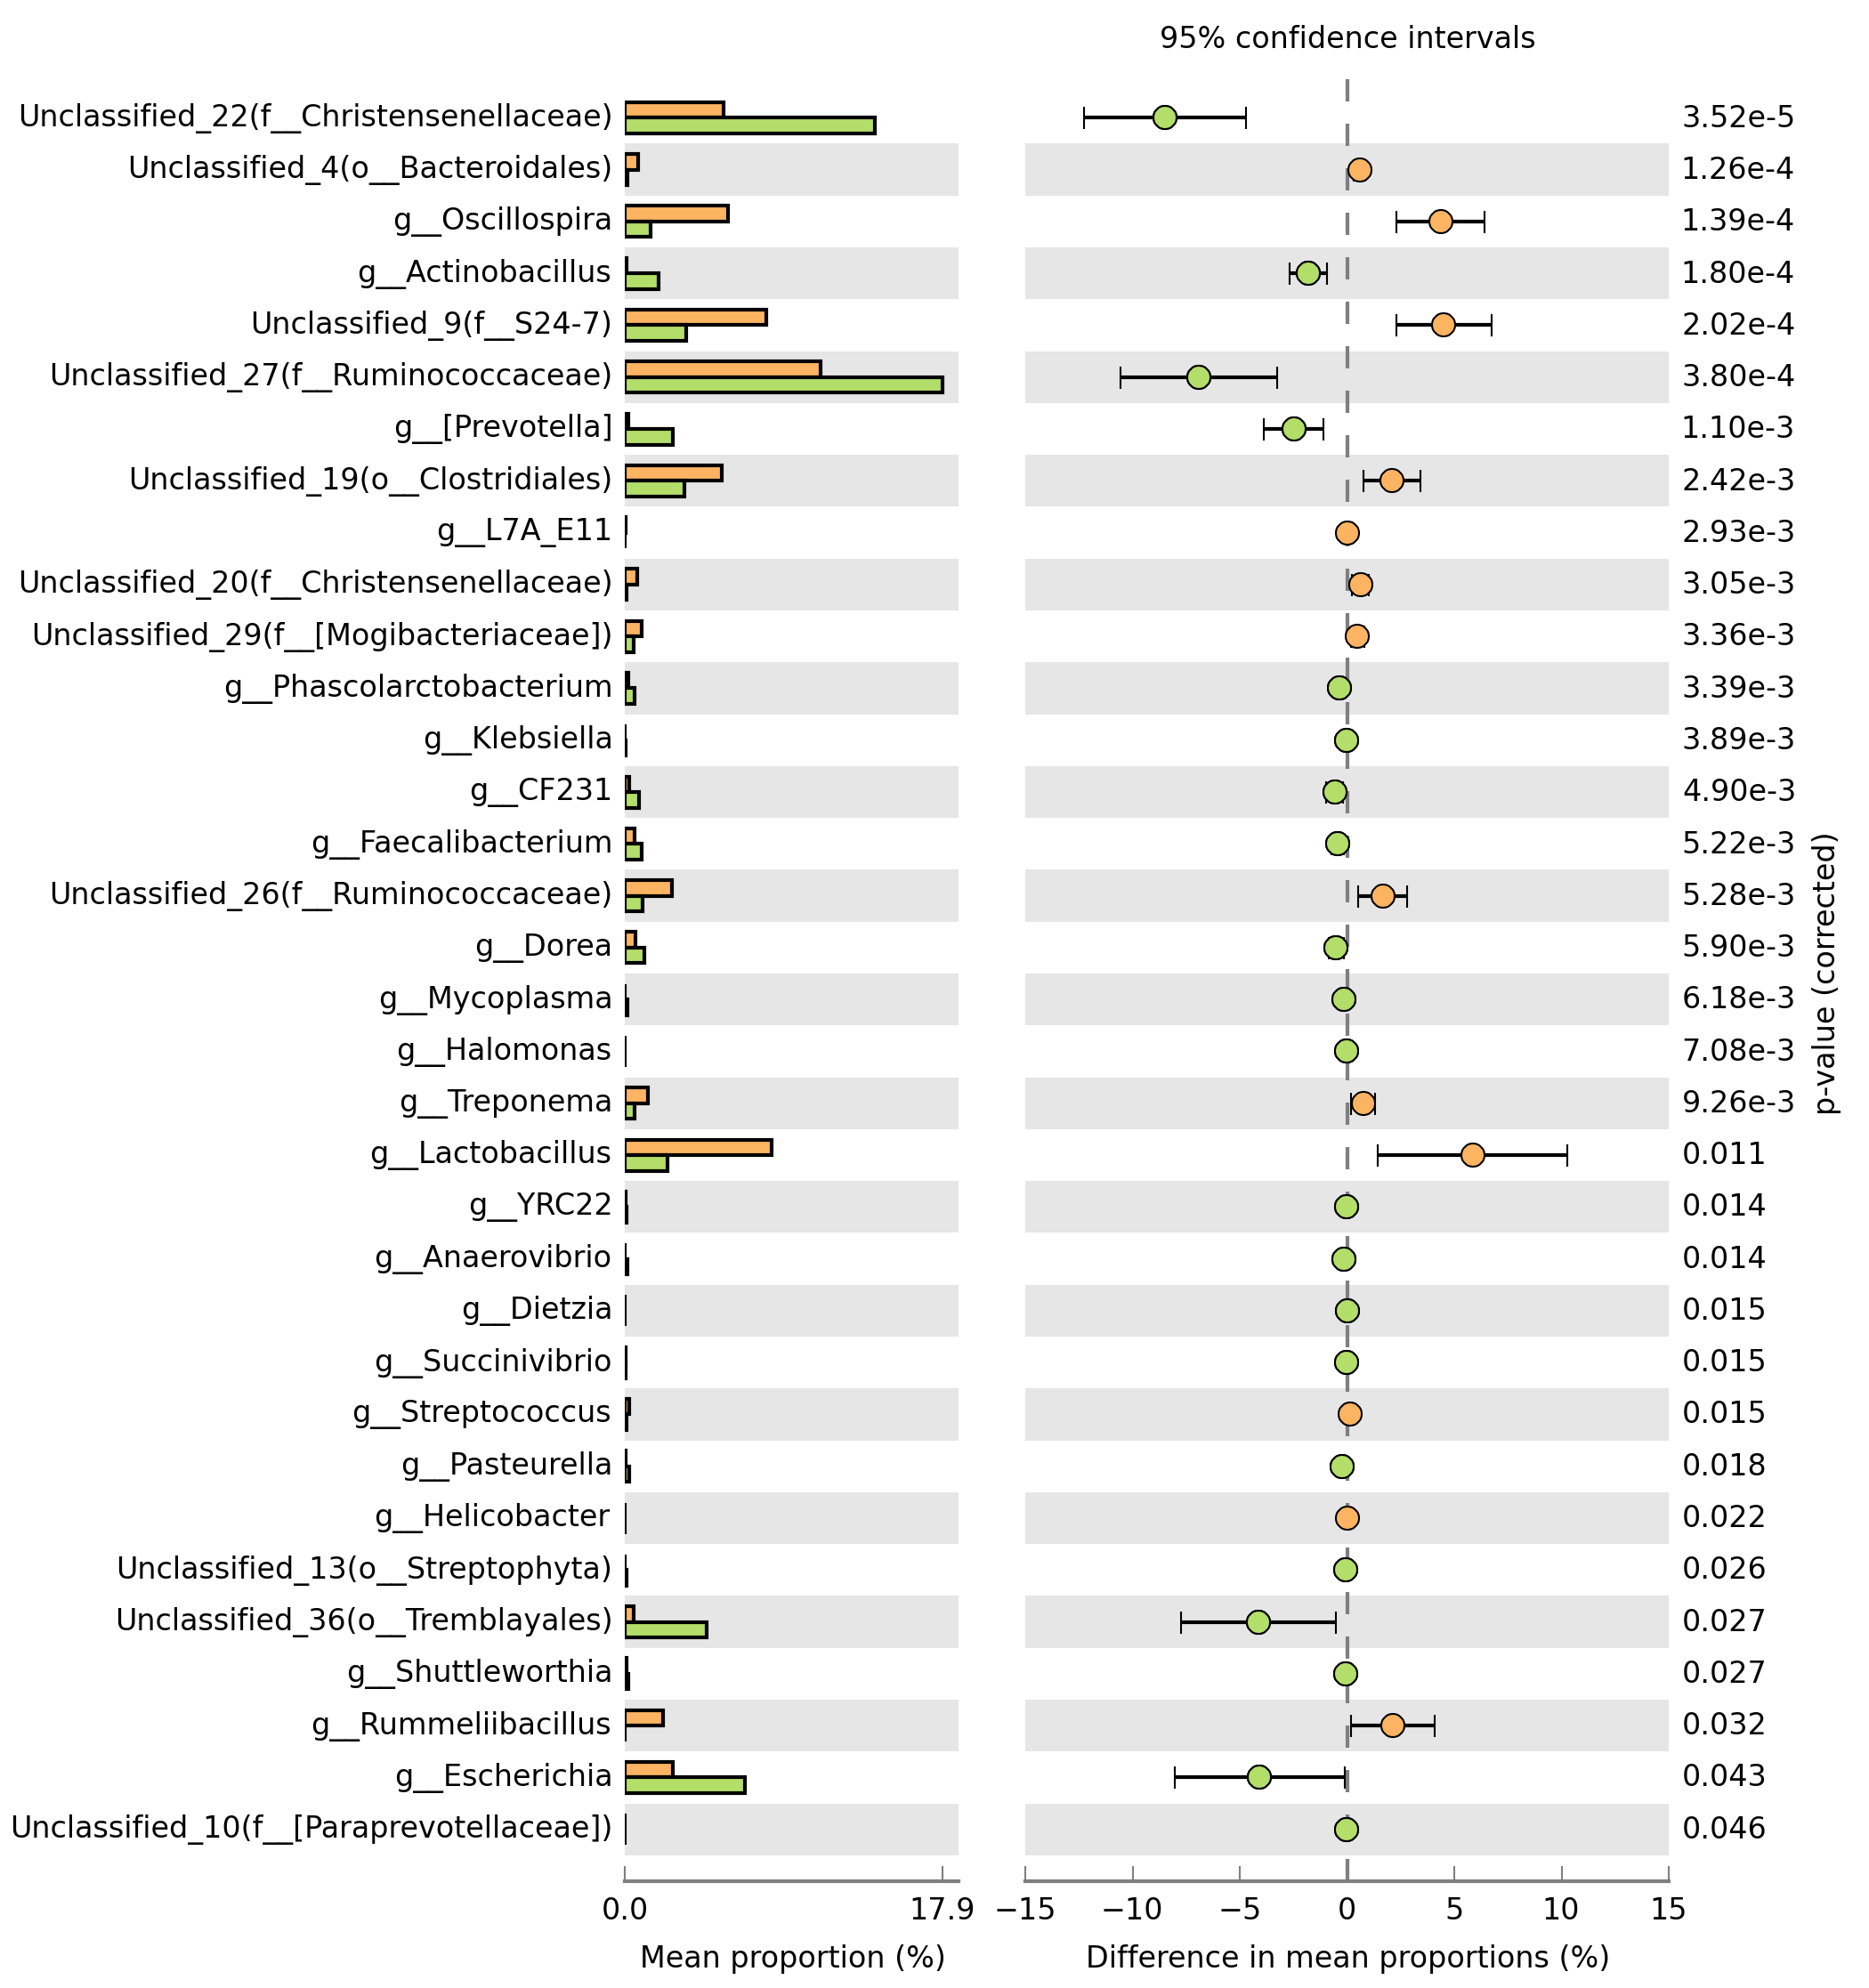 95% confidence intervals
Unclassified_22(f__Christensenellaceae) 3.52e-5
Unclassified_4(o__Bacteroidales) 1.26e-4
g__Oscillospira 1.39e-4
g__Actinobacillus 1.80e-4
Unclassified_9(f__S24-7) 2.02e-4
Unclassified_27(f__Ruminococcaceae) 3.80e-4
g__[Prevotella] 1.10e-3
Unclassified_19(o__Clostridiales) 2.42e-3
g__L7A_E11 2.93e-3
Unclassified_20(f__Christensenellaceae) 3.05e-3
Unclassified_29(f__[Mogibacteriaceae]) 3.36e-3
g__Phascolarctobacterium 3.39e-3
g__Klebsiella 3.89e-3
g__CF231 4.90e-3
g__Faecalibacterium 5.22e-3
Unclassified_26(f__Ruminococcaceae) 5.28e-3
g__Dorea 5.90e-3
g__Mycoplasma 6.18e-3
g__Halomonas 7.08e-3
g__Treponema 9.26e-3
g__Lactobacillus 0.011
g__YRC22 0.014
g__Anaerovibrio 0.014
g__Dietzia 0.015
g__Succinivibrio 0.015
g__Streptococcus 0.015
g__Pasteurella 0.018
g__Helicobacter 0.022
Unclassified_13(o__Streptophyta) 0.026
Unclassified_36(o__Tremblayales) 0.027
g__Shuttleworthia 0.027
g__Rummeliibacillus 0.032
g__Escherichia 0.043
Unclassified_10(f__[Paraprevotellaceae]) 0.046
p-value (corrected)
0.0 17.9 −15 −10 −5 0 5 10 15
Mean proportion (%) Difference in mean proportions (%)